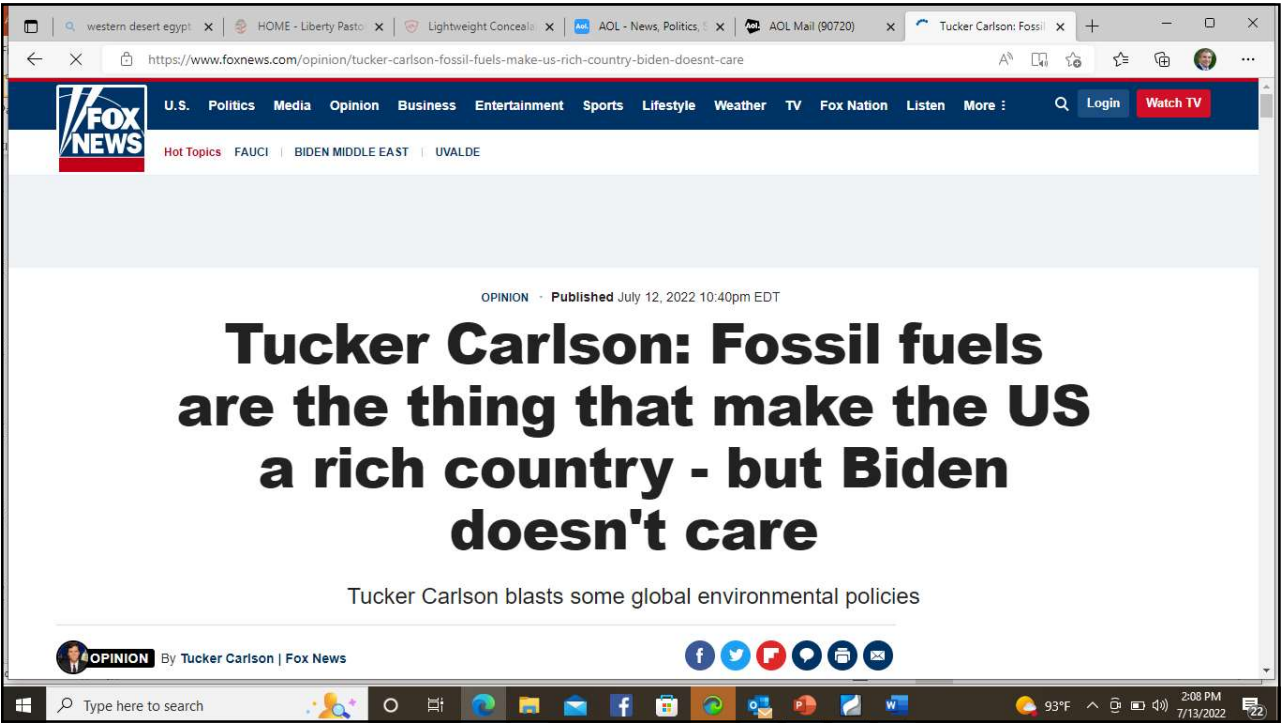 western desert egypt
HOME - Liberty Pasto
Lightweight Conceala
AOL - News, Politics, S
AOL Mail (90720)
Tucker Carlson: Fossil
https://www.foxnews.com/opinion/tucker-carlson-fossil-fuels-make-us-rich-country-biden-doesnt-care
FOX NEWS
U.S. Politics Media Opinion Business Entertainment Sports Lifestyle Weather TV Fox Nation Listen More Login Watch TV
Hot Topics FAUCI | BIDEN MIDDLE EAST | UVALDE
OPINION · Published July 12, 2022 10:40pm EDT
Tucker Carlson: Fossil fuels
are the thing that make the US
a rich country - but Biden
doesn't care
Tucker Carlson blasts some global environmental policies
OPINION By Tucker Carlson | Fox News
Type here to search
93°F
2:08 PM
7/13/2022
22